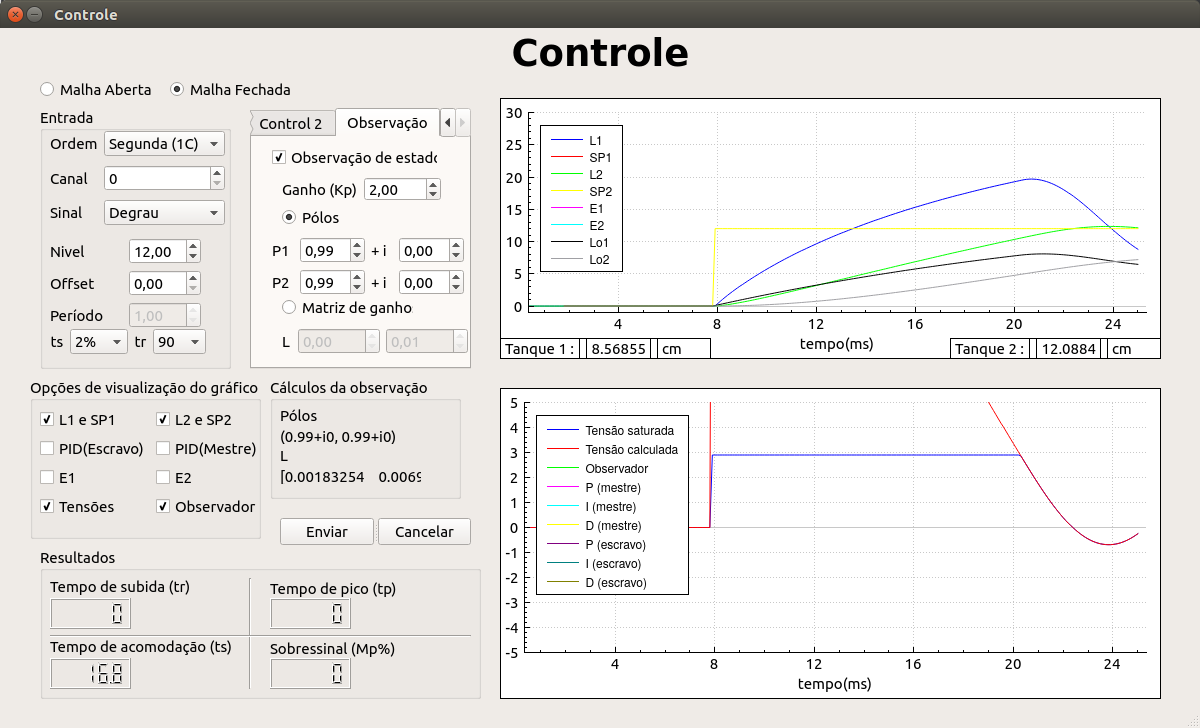 Controle
Controle
Malha Aberta
Malha Fechada
Entrada
Ordem
Segunda (1C)
Canal
0
Sinal
Degrau
Nivel
12,00
Offset
0,00
Período
1,00
ts
2%
tr
90
Control 2
Observação
Observação de estado
Ganho (Kp)
2,00
Pólos
P1
0,99
+ i
0,00
P2
0,99
+ i
0,00
Matriz de ganho
L
0,00
0,01
Opções de visualização do gráfico
L1 e SP1
L2 e SP2
PID(Escravo)
PID(Mestre)
E1
E2
Tensões
Observador
Cálculos da observação
Pólos
(0.99+i0, 0.99+i0)
L
[0.00183254 0.0069
Enviar
Cancelar
Resultados
Tempo de subida (tr)
0
Tempo de pico (tp)
0
Tempo de acomodação (ts)
16.8
Sobressinal (Mp%)
0
30
25
20
15
10
5
0
L1
SP1
L2
SP2
E1
E2
Lo1
Lo2
4
8
12
16
20
24
tempo(ms)
Tanque 1 :
8.56855
cm
Tanque 2 :
12.0884
cm
5
4
3
2
1
0
-1
-2
-3
-4
-5
Tensão saturada
Tensão calculada
Observador
P (mestre)
I (mestre)
D (mestre)
P (escravo)
I (escravo)
D (escravo)
4
8
12
16
20
24
tempo(ms)